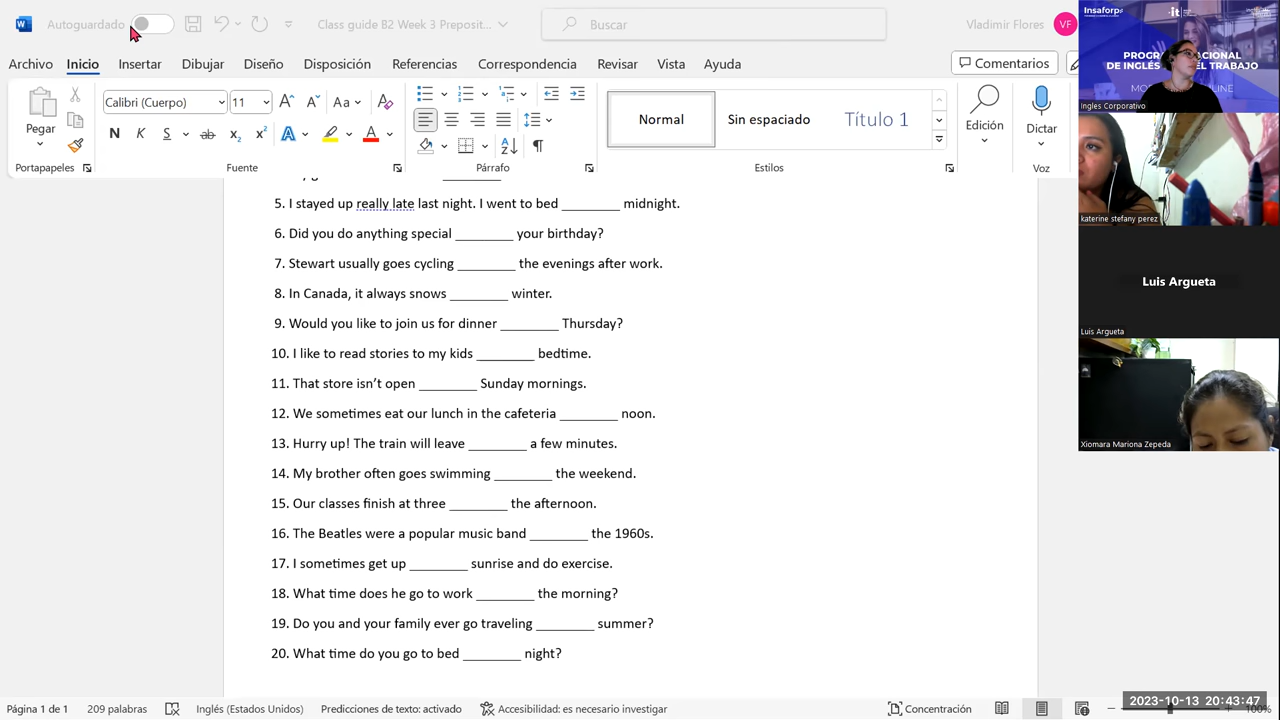 Autoguardado
Class guide B2 Week 3 Preposit...
Buscar
Vladimir Flores
VF
Archivo Inicio Insertar Dibujar Diseño Disposición Referencias Correspondencia Revisar Vista Ayuda
Comentarios
Pegar
Calibri (Cuerpo) 11
Normal
Sin espaciado
Título 1
Edición
Dictar
Portapapeles Fuente Párrafo Estilos Voz
5. I stayed up really late last night. I went to bed ________ midnight.
6. Did you do anything special ________ your birthday?
7. Stewart usually goes cycling ________ the evenings after work.
8. In Canada, it always snows ________ winter.
9. Would you like to join us for dinner ________ Thursday?
10. I like to read stories to my kids ________ bedtime.
11. That store isn't open ________ Sunday mornings.
12. We sometimes eat our lunch in the cafeteria ________ noon.
13. Hurry up! The train will leave ________ a few minutes.
14. My brother often goes swimming ________ the weekend.
15. Our classes finish at three ________ the afternoon.
16. The Beatles were a popular music band ________ the 1960s.
17. I sometimes get up ________ sunrise and do exercise.
18. What time does he go to work ________ the morning?
19. Do you and your family ever go traveling ________ summer?
20. What time do you go to bed ________ night?
Página 1 de 1 209 palabras Inglés (Estados Unidos) Predicciones de texto: activado Accesibilidad: es necesario investigar Concentración 100%
2023-10-13 20:43:47
Insaforp
Ingles Corporativo
katerine stefany perez
Luis Argueta
Luis Argueta
Xiomara Mariona Zepeda